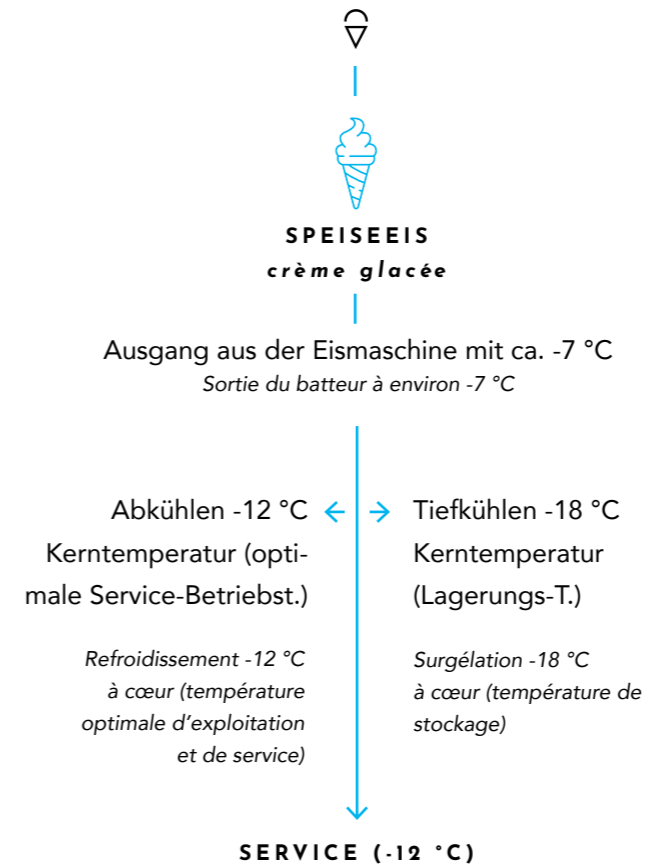 SPEISEEIS
crème glacée
Ausgang aus der Eismaschine mit ca. -7 °C
Sortie du batteur à environ -7 °C
Abkühlen -12 °C
Kerntemperatur (opti-
male Service-Betriebst.)
Refroidissement -12 °C
à cœur (température
optimale d’exploitation
et de service)
Tiefkühlen -18 °C
Kerntemperatur
(Lagerungs-T.)
Surgélation -18 °C
à cœur (température de
stockage)
SERVICE (-12 °C)